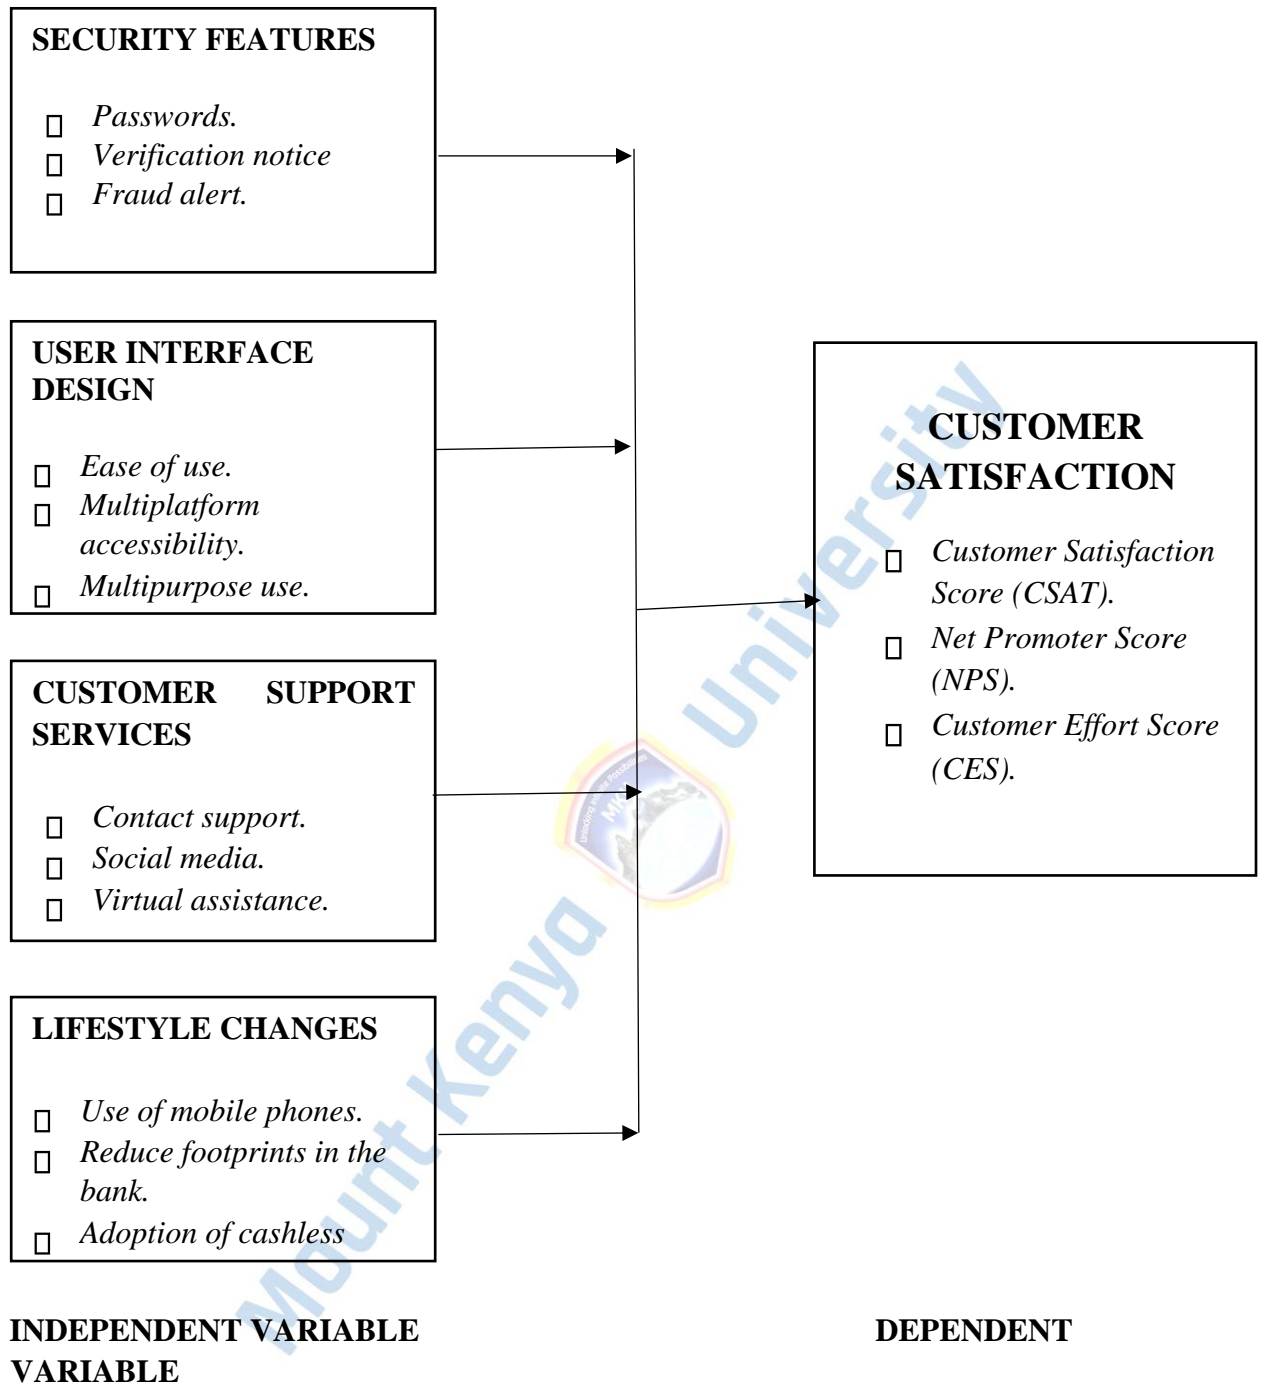 SECURITY FEATURES
Passwords.
Verification notice
Fraud alert.
USER INTERFACE
DESIGN
Ease of use.
Multiplatform
accessibility.
Multipurpose use.
CUSTOMER SUPPORT
SERVICES
Contact support.
Social media.
Virtual assistance.
LIFESTYLE CHANGES
Use of mobile phones.
Reduce footprints in the
bank.
Adoption of cashless
CUSTOMER
SATISFACTION
Customer Satisfaction
Score (CSAT).
Net Promoter Score
(NPS).
Customer Effort Score
(CES).
INDEPENDENT VARIABLE DEPENDENT
VARIABLE
Mount Kenya University
Unlocking Infinite Possibilities